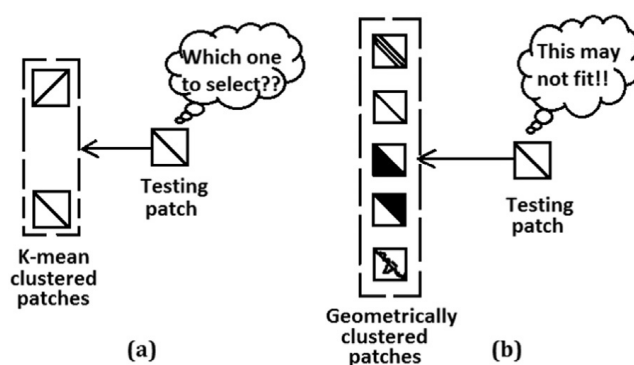 Which one
to select??
Testing
patch
K-mean
clustered
patches
(a)
This may
not fit!!
Testing
patch
Geometrically
clustered
patches
(b)